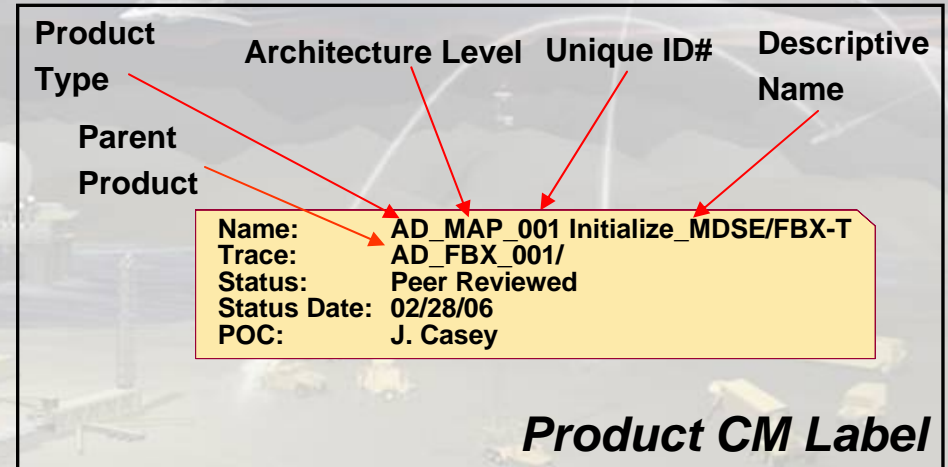 Product
Type
Architecture Level
Unique ID#
Descriptive
Name
Parent
Product
Name: AD_MAP_001 Initialize_MDSE/FBX-T
Trace: AD_FBX_001/
Status: Peer Reviewed
Status Date: 02/28/06
POC: J. Casey
Product CM Label